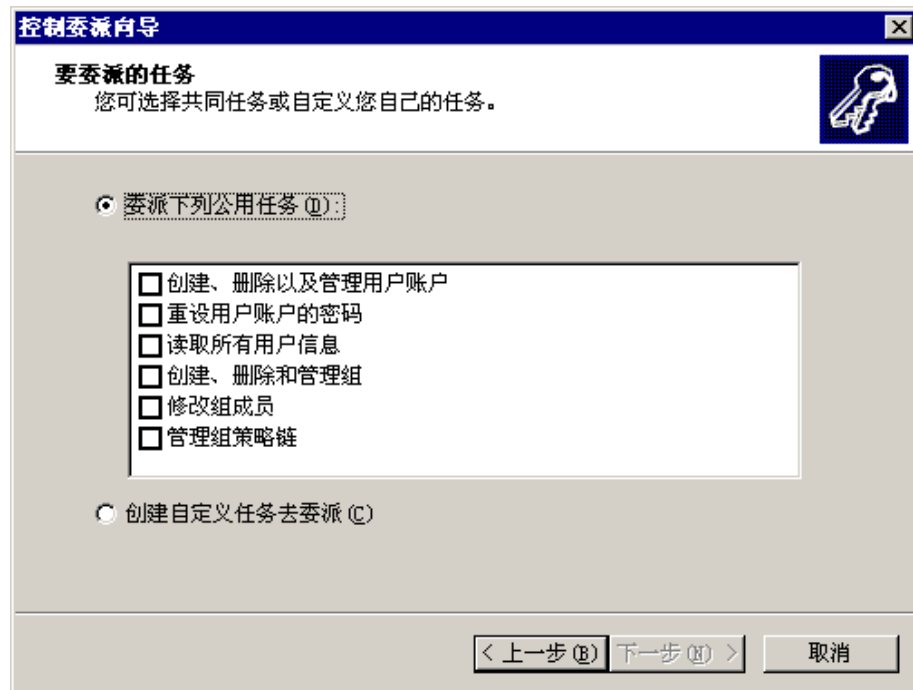 控制委派向导
要委派的任务
您可选择共同任务或自定义您自己的任务。
委派下列公用任务(D):
创建、删除以及管理用户账户
重设用户账户的密码
读取所有用户信息
创建、删除和管理组
修改组成员
管理组策略链
创建自定义任务去委派(C)
< 上一步(B) 下一步(N) > 取消